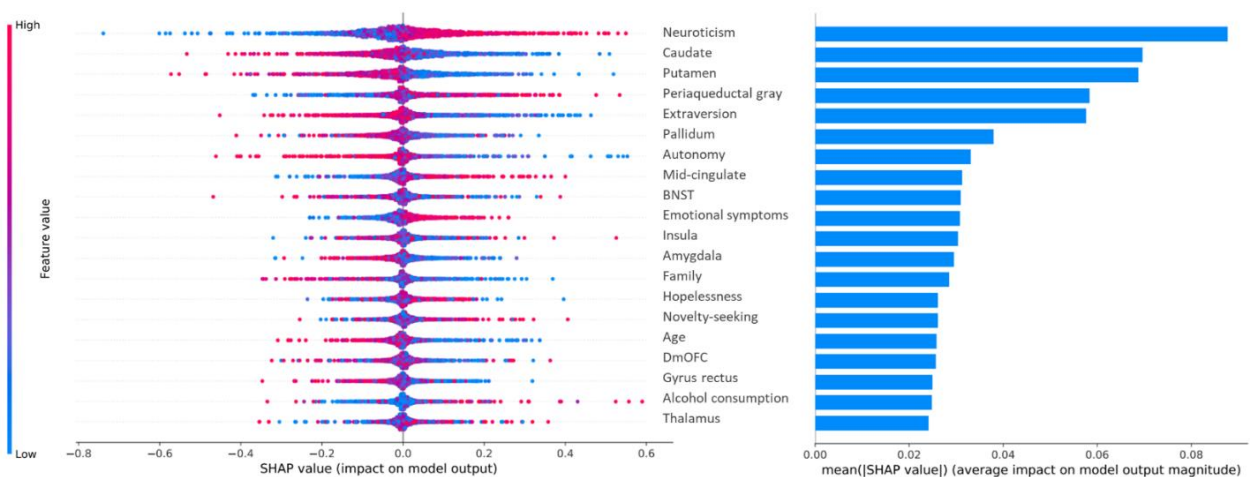 High
Feature value
Low
Neuroticism
Caudate
Putamen
Periaqueductal gray
Extraversion
Pallidum
Autonomy
Mid-cingulate
BNST
Emotional symptoms
Insula
Amygdala
Family
Hopelessness
Novelty-seeking
Age
DmOFC
Gyrus rectus
Alcohol consumption
Thalamus
−0.8 −0.6 −0.4 −0.2 0.0 0.2 0.4 0.6
SHAP value (impact on model output)
0.00 0.02 0.04 0.06 0.08
mean(|SHAP value|) (average impact on model output magnitude)